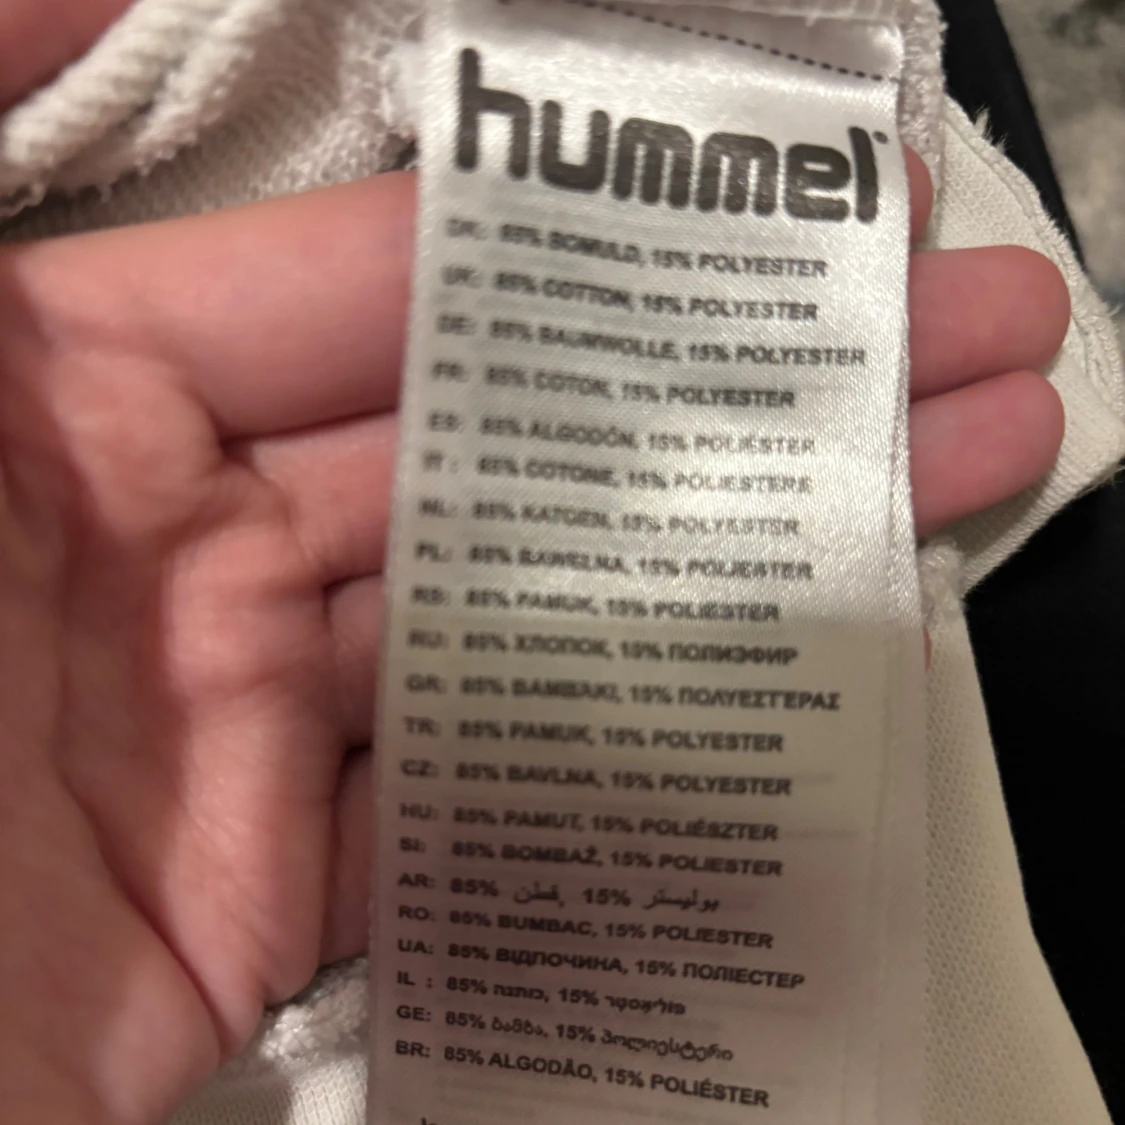 hummel®
DK: 85% BOMULD, 15% POLYESTER
UK: 85% COTTON, 15% POLYESTER
DE: 85% BAUMWOLLE, 15% POLYESTER
FR: 85% COTON, 15% POLYESTER
ES: 85% ALGODÓN, 15% POLIÉSTER
IT : 85% COTONE, 15% POLIESTERE
NL: 85% KATOEN, 15% POLYESTER
PL: 85% BAWELNA, 15% POLIESTER
RS: 85% PAMUK, 15% POLIESTER
RU: 85% ХЛОПОК, 15% ПОЛИЭФИР
GR: 85% ΒΑΜΒΑΚΙ, 15% ΠΟΛΥΕΣΤΕΡΑΣ
TR: 85% PAMUK, 15% POLYESTER
CZ: 85% BAVLNA, 15% POLYESTER
HU: 85% PAMUT, 15% POLIÉSZTER
SI: 85% BOMBAŽ, 15% POLIESTER
AR: 85% قطن, 15% بوليستر
RO: 85% BUMBAC, 15% POLIESTER
UA: 85% ВІДПОЧИНА, 15% ПОЛІЕСТЕР
IL : 85% כותנה, 15% פוליאסטר
GE: 85% ბამბა, 15% პოლიესტერი
BR: 85% ALGODÃO, 15% POLIÉSTER